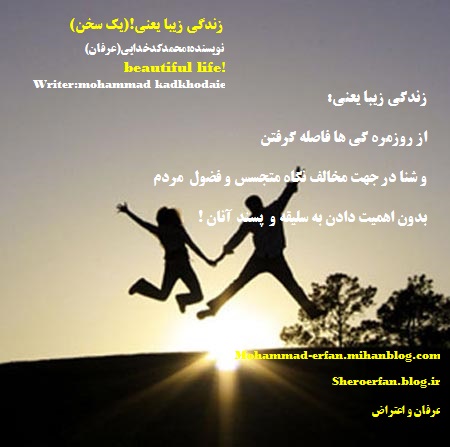 زندگی زیبا یعنی!(یک سخن)
نویسنده:محمدکدخدایی(عرفان)
beautiful life!
Writer:mohammad kadkhodaie
زندگی زیبا یعنی:
از روزمره گی ها فاصله گرفتن
و شنا در جهت مخالف نگاه متجسس و فضول مردم
بدون اهمیت دادن به سلیقه و پسند آنان !
Mohammad-erfan.mihanblog.com
Sheroerfan.blog.ir
عرفان و اعتراض